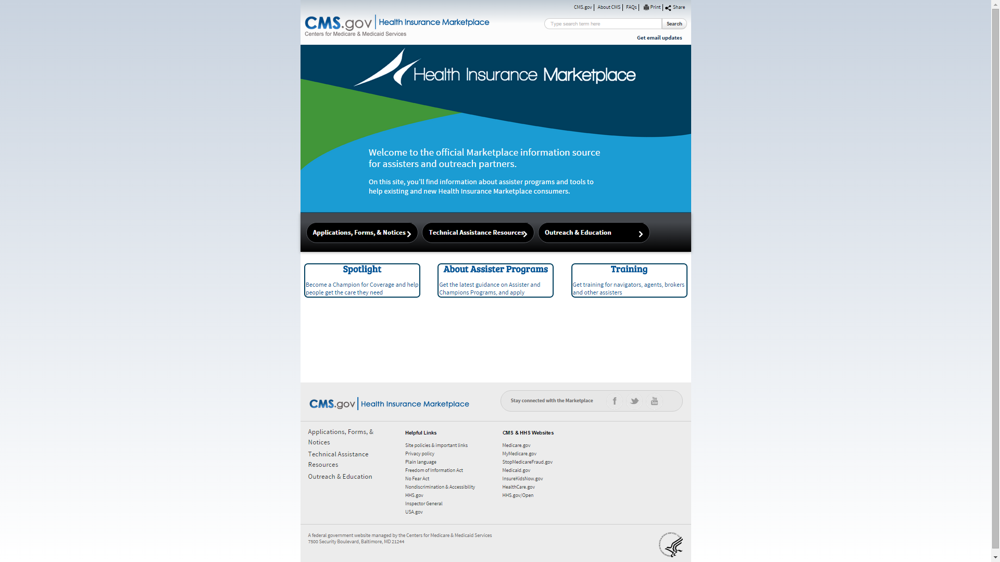 CMS.gov
About CMS
FAQs
Print
Share
CMS.gov
Health Insurance Marketplace
Centers for Medicare & Medicaid Services
Type search term here
Search
Get email updates
Health Insurance Marketplace
Welcome to the official Marketplace information source
for assisters and outreach partners.
On this site, you'll find information about assister programs and tools to
help existing and new Health Insurance Marketplace consumers.
Applications, Forms, & Notices
Technical Assistance Resources
Outreach & Education
Spotlight
Become a Champion for Coverage and help
people get the care they need
About Assister Programs
Get the latest guidance on Assister and
Champions Programs, and apply
Training
Get training for navigators, agents, brokers
and other assisters
CMS.gov
Health Insurance Marketplace
Stay connected with the Marketplace
f
You
Tube
Applications, Forms, &
Notices
Technical Assistance
Resources
Outreach & Education
Helpful Links
Site policies & important links
Privacy policy
Plain language
Freedom of Information Act
No Fear Act
Nondiscrimination & Accessibility
HHS.gov
Inspector General
USA.gov
CMS & HHS Websites
Medicare.gov
MyMedicare.gov
StopMedicareFraud.gov
Medicaid.gov
InsureKidsNow.gov
HealthCare.gov
HHS.gov/Open
A federal government website managed by the Centers for Medicare & Medicaid Services
7500 Security Boulevard, Baltimore, MD 21244